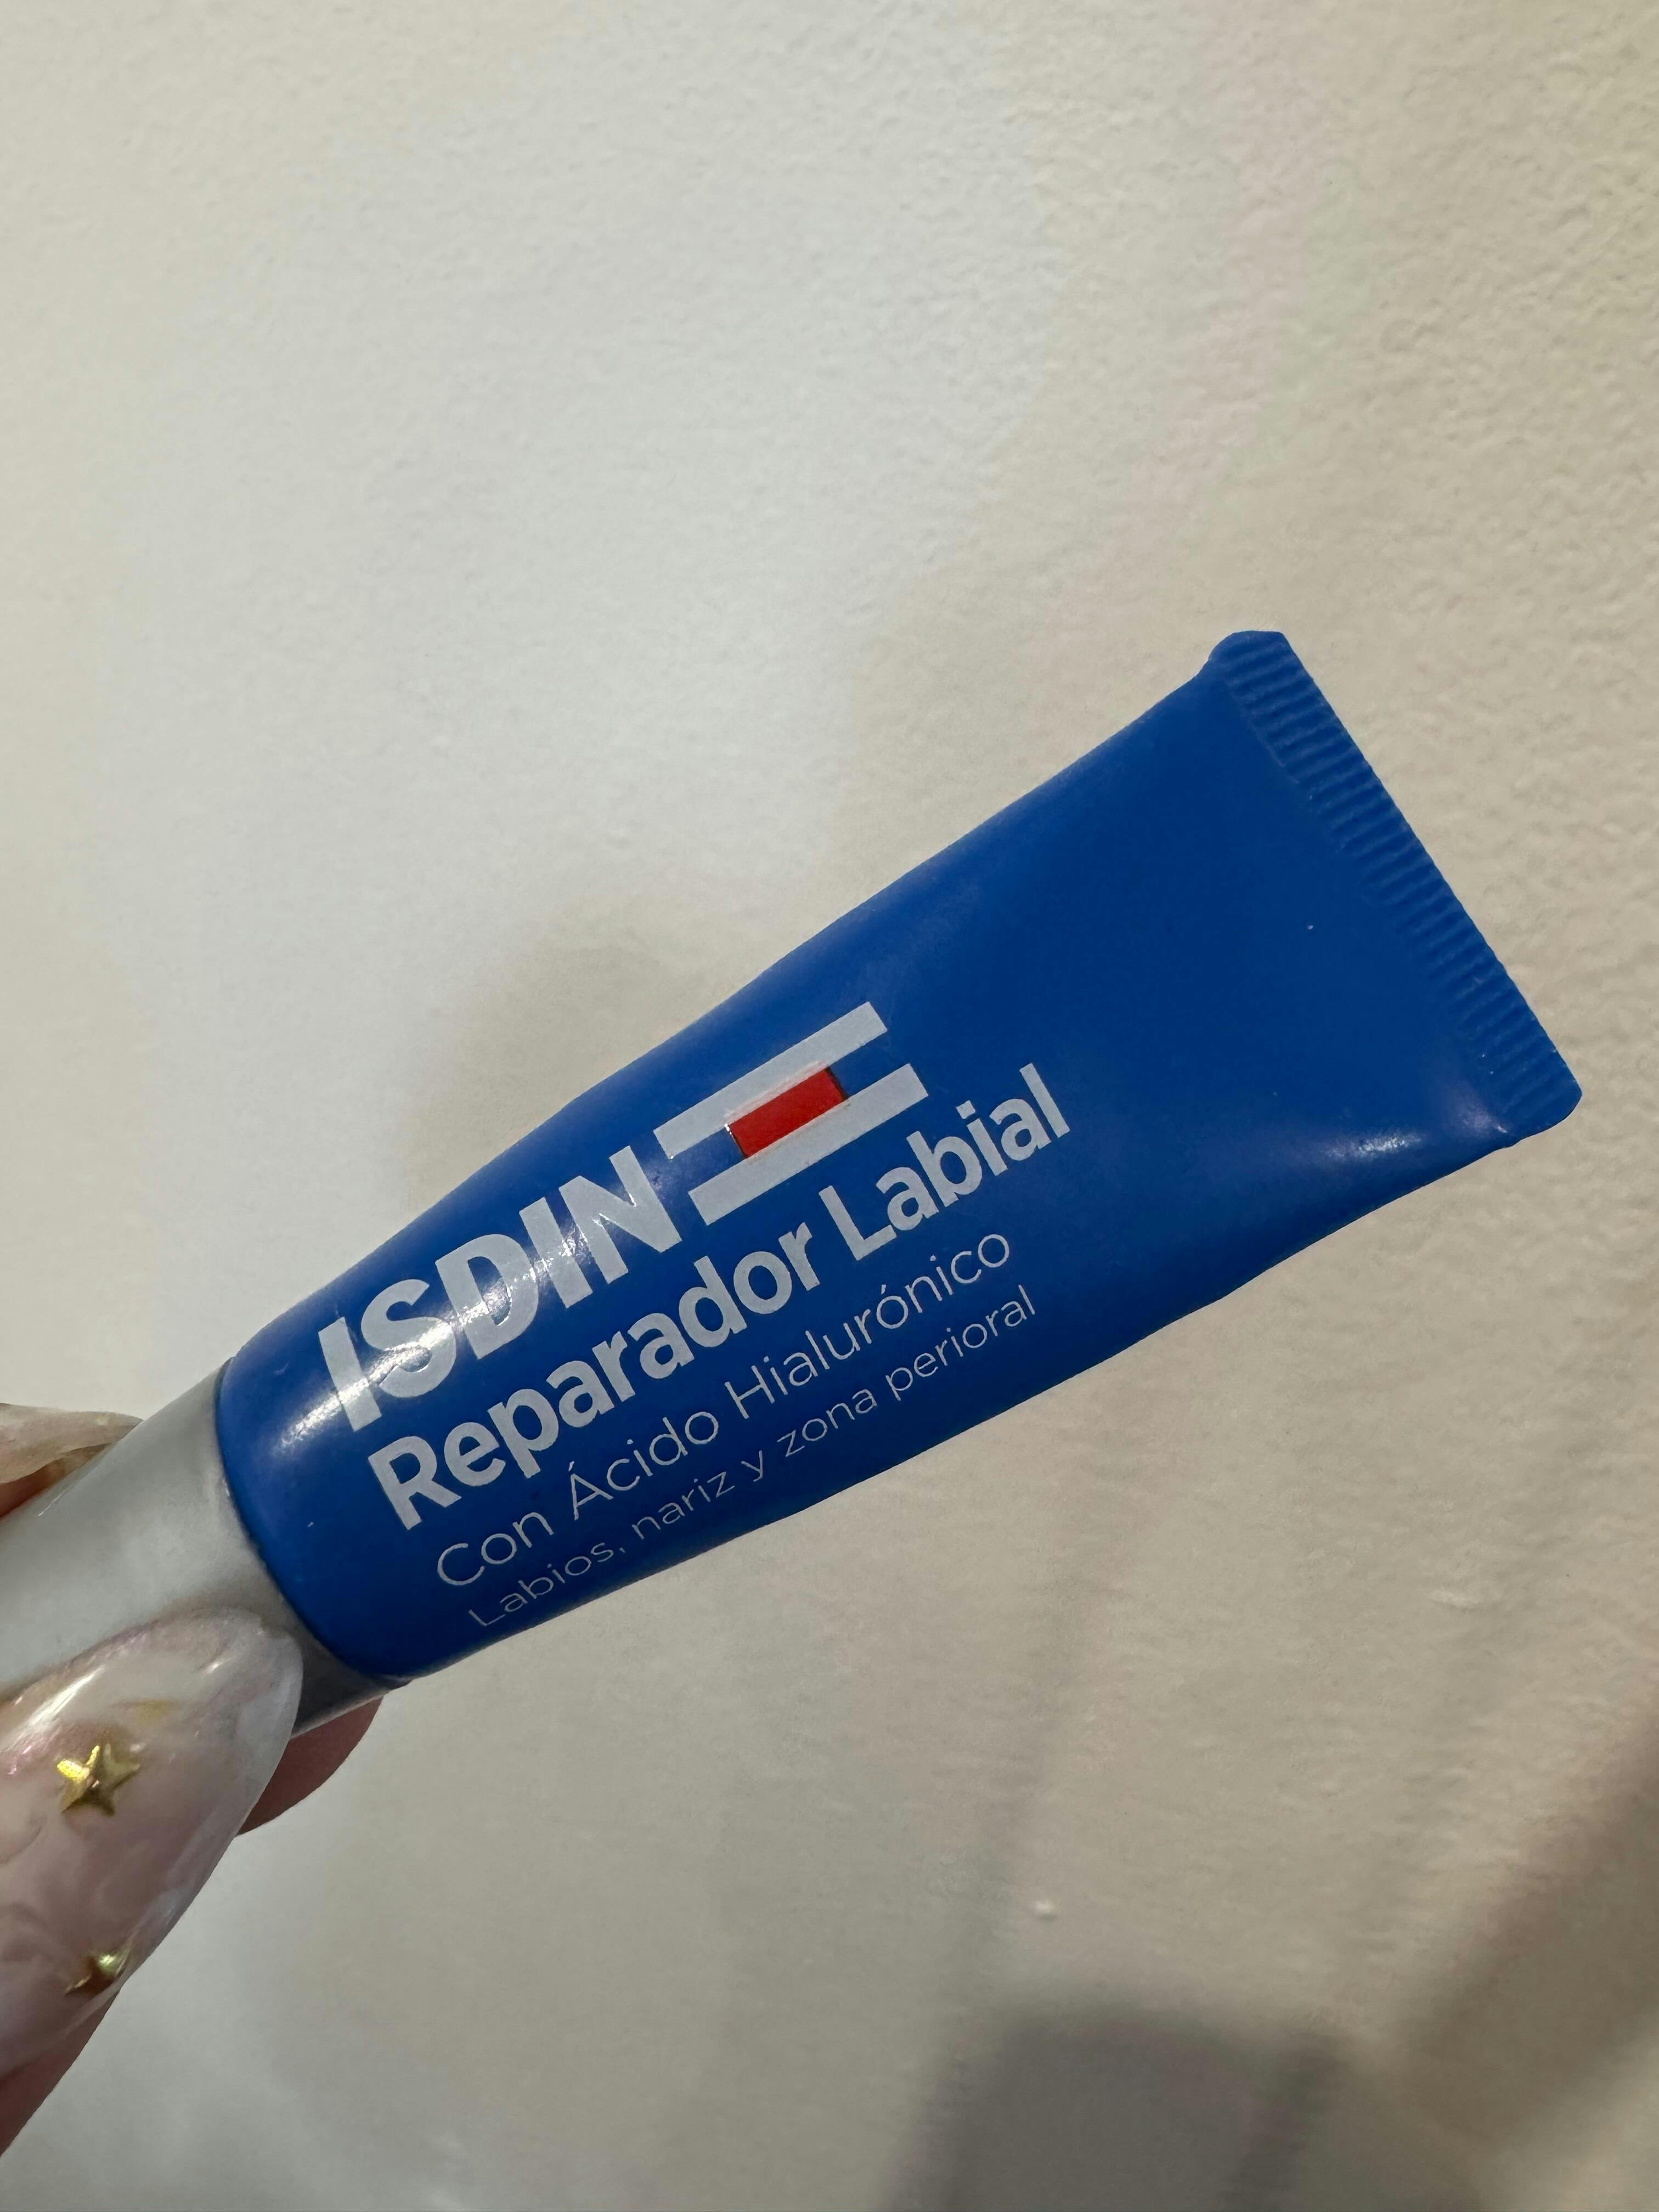 ISDIN
Reparador Labial
Con Ácido Hialurónico
Labios, nariz y zona perioral